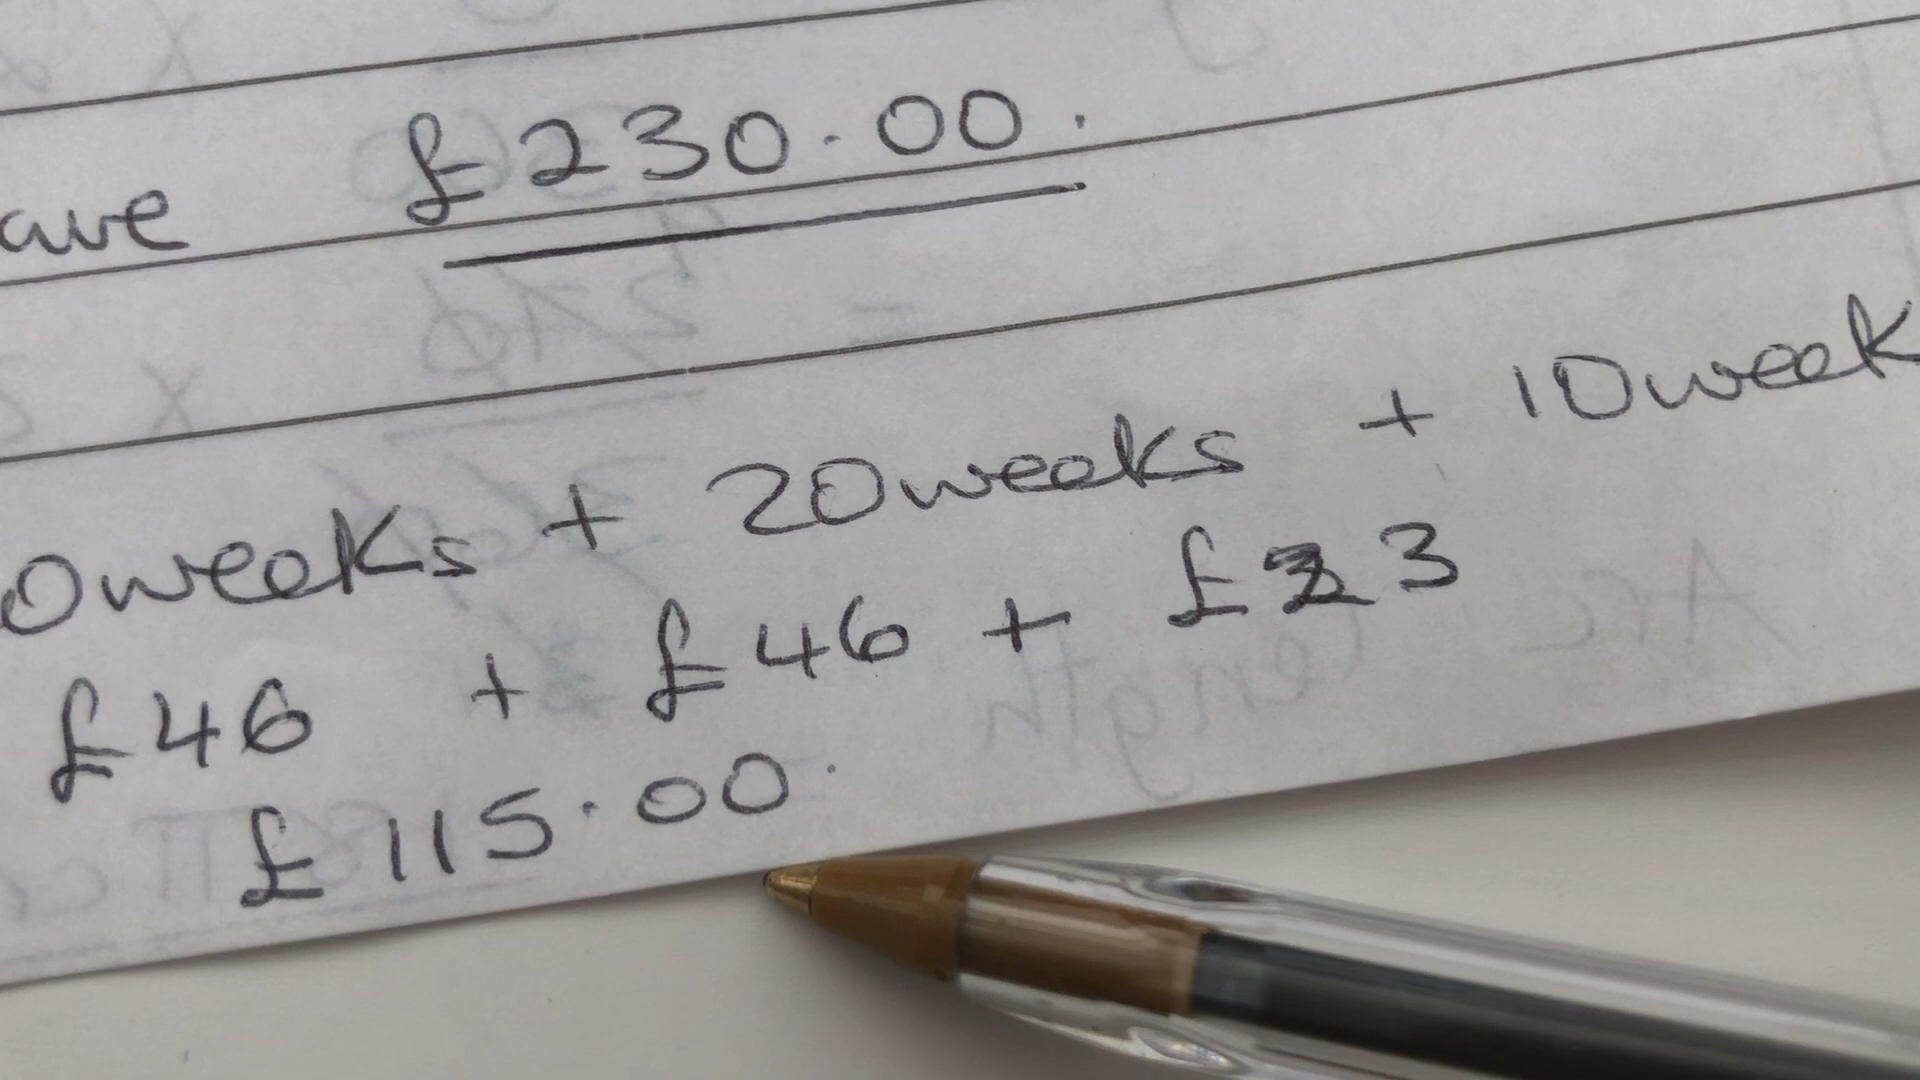 ave £230.00.
0weeks + 20weeks + 10week
£46 + £46 + £23
£115.00.